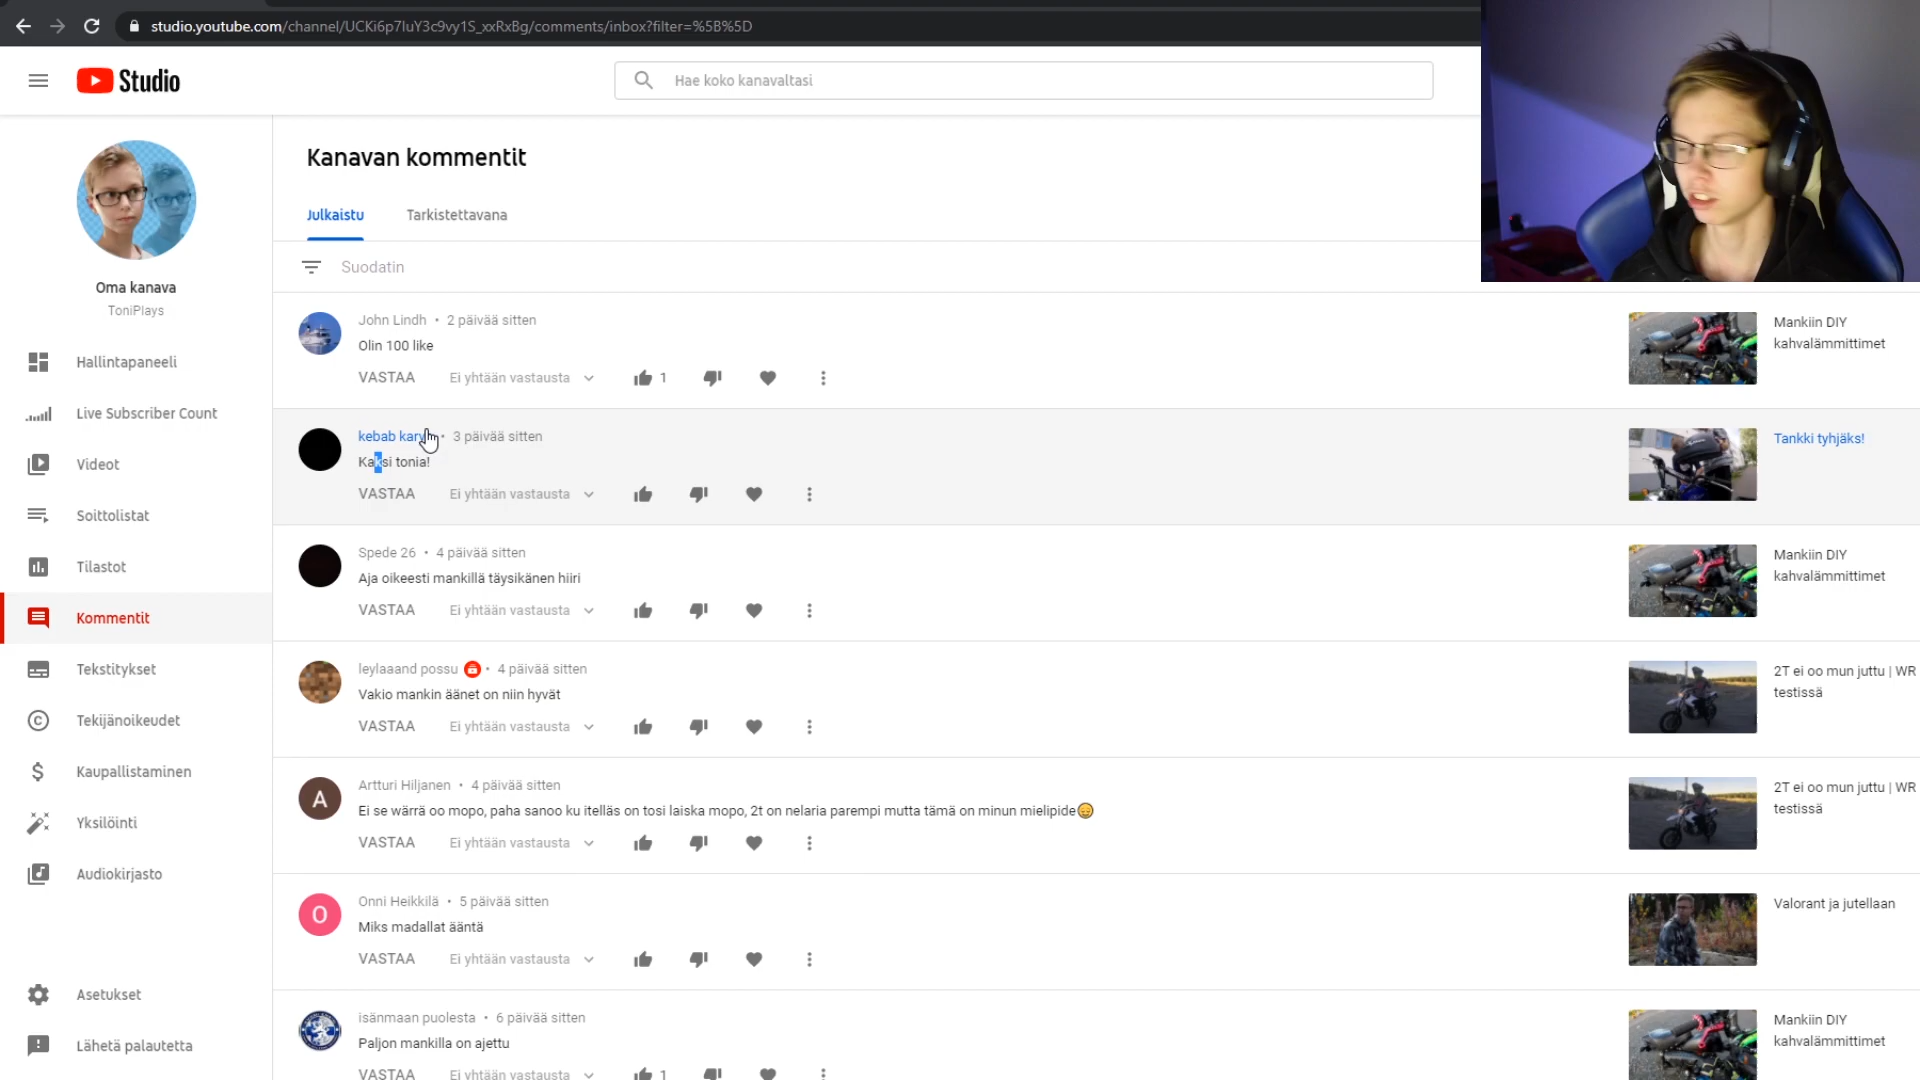 studio.youtube.com/channel/UCKi6p7IuY3c9vy1S_xxRxBg/comments/inbox?filter=%5B%5D
Studio
Hae koko kanavaltasi
Oma kanava
ToniPlays
Hallintapaneeli
Live Subscriber Count
Videot
Soittolistat
Tilastot
Kommentit
Tekstitykset
Tekijänoikeudet
Kaupallistaminen
Yksilöinti
Audiokirjasto
Asetukset
Lähetä palautetta
Kanavan kommentit
Julkaistu Tarkistettavana
Suodatin
John Lindh • 2 päivää sitten
Olin 100 like
VASTAA Ei yhtään vastausta 1
Mankiin DIY
kahvalämmittimet
kebab • 3 päivää sitten
Kaksi tonia!
VASTAA Ei yhtään vastausta
Tankki tyhjäks!
Spede 26 • 4 päivää sitten
Aja oikeesti mankillä täysikänen hiiri
VASTAA Ei yhtään vastausta
Mankiin DIY
kahvalämmittimet
leylaaand possu • 4 päivää sitten
Vakio mankin äänet on niin hyvät
VASTAA Ei yhtään vastausta
2T ei oo mun juttu | WR
testissä
A
Artturi Hiljanen • 4 päivää sitten
Ei se wärrä oo mopo, paha sanoo ku itelläs on tosi laiska mopo, 2t on nelaria parempi mutta tämä on minun mielipide😔
VASTAA Ei yhtään vastausta
2T ei oo mun juttu | WR
testissä
O
Onni Heikkilä • 5 päivää sitten
Miks madallat ääntä
VASTAA Ei yhtään vastausta
Valorant ja jutellaan
isänmaan puolesta • 6 päivää sitten
Paljon mankilla on ajettu
VASTAA Ei yhtään vastausta 1
Mankiin DIY
kahvalämmittimet